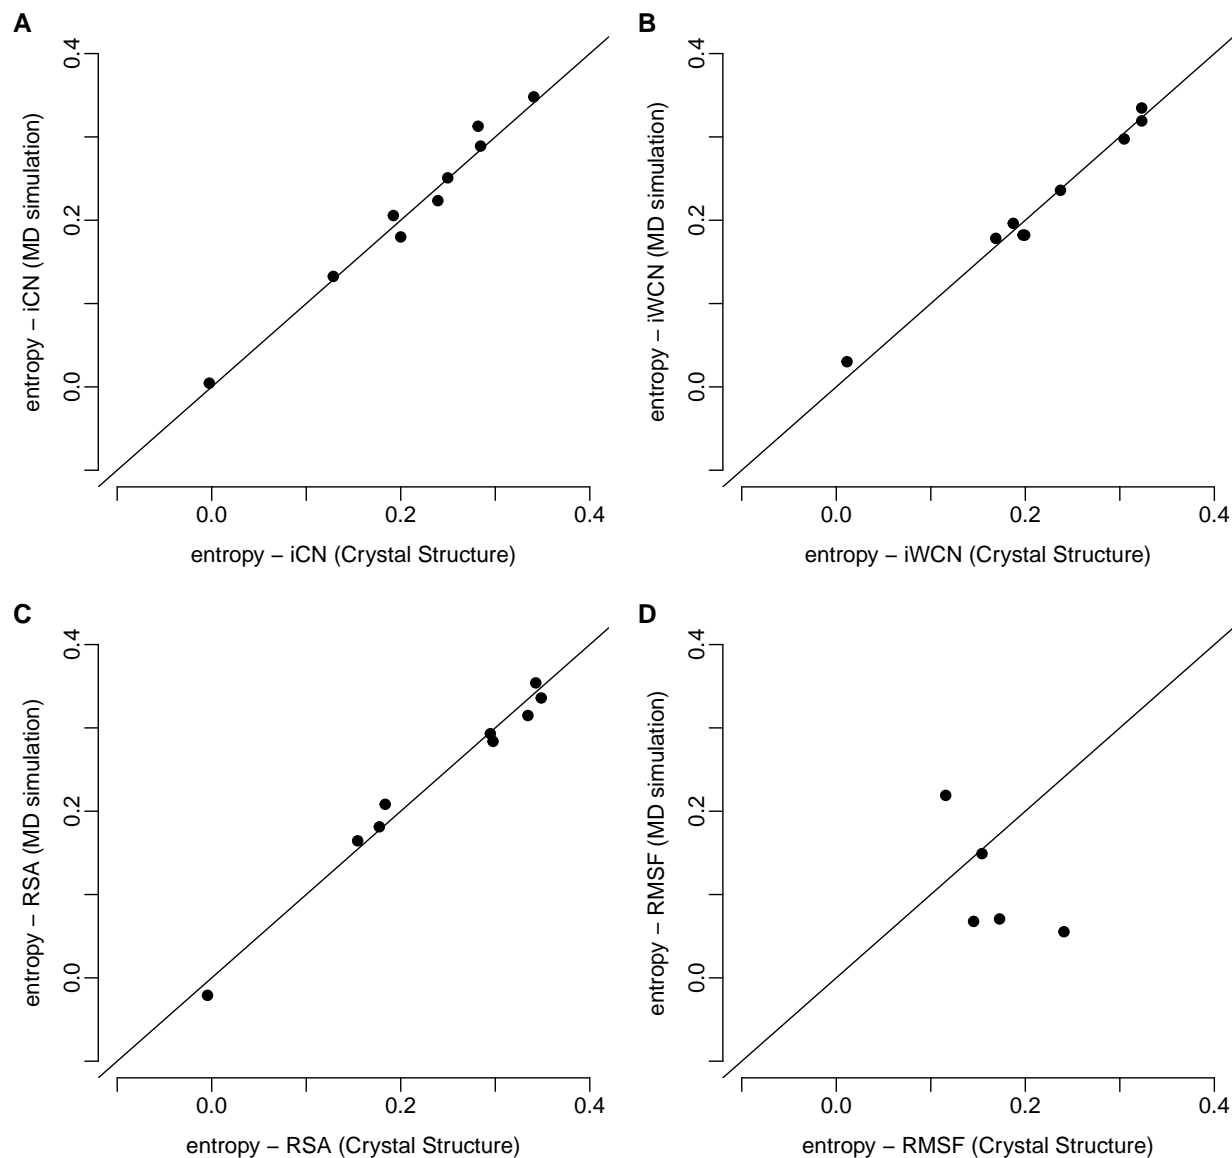 A
0.4
0.2
0.0
entropy – iCN (MD simulation)
0.0 0.2 0.4
entropy – iCN (Crystal Structure)
B
0.4
0.2
0.0
entropy – iWCN (MD simulation)
0.0 0.2 0.4
entropy – iWCN (Crystal Structure)
C
0.4
0.2
0.0
entropy – RSA (MD simulation)
0.0 0.2 0.4
entropy – RSA (Crystal Structure)
D
0.4
0.2
0.0
entropy – RMSF (MD simulation)
0.0 0.2 0.4
entropy – RMSF (Crystal Structure)